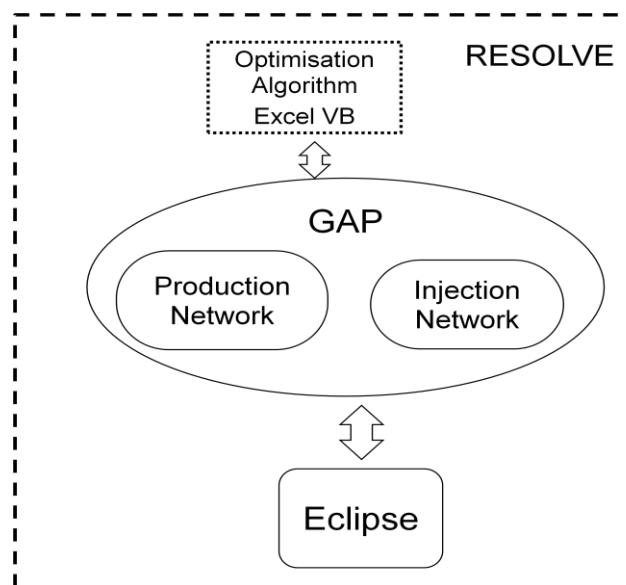 RESOLVE
Optimisation
Algorithm
Excel VB
GAP
Production
Network
Injection
Network
Eclipse